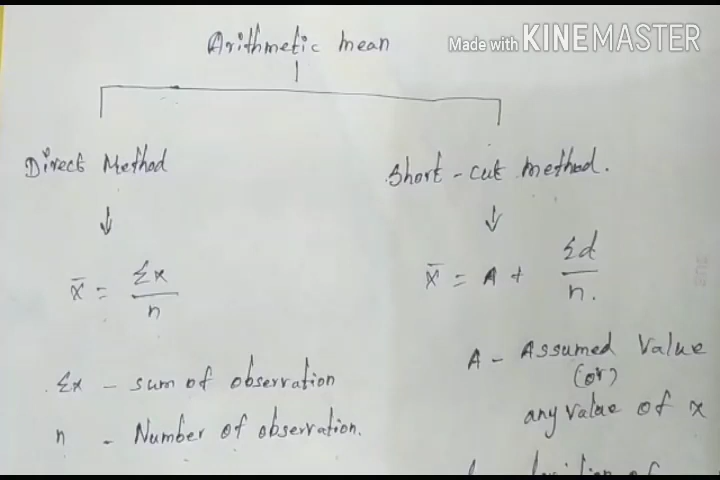 Arithmetic mean
Made with KINEMASTER
Direct Method
Short - cut method.
↓
↓
x̄ = Σx / n
x̄ = A + Σd / n.
Σx - sum of observation
n - Number of observation.
A - Assumed value
(or)
any value of x